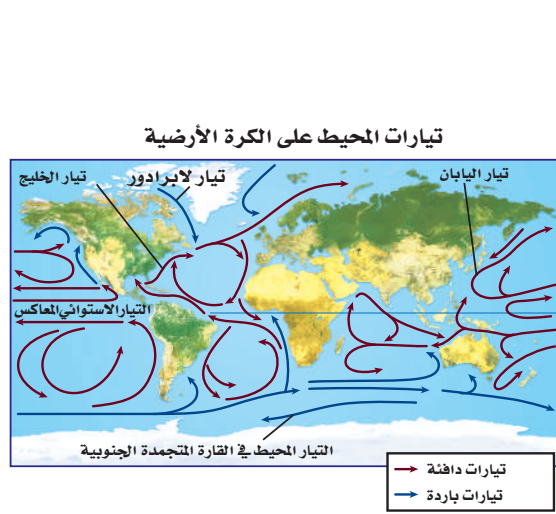 تيارات المحيط على الكرة الأرضية
تيار اليابان
تيار لابرادور
تيار الخليج
التيار الاستوائي المعاكس
التيار المحيط في القارة المتجمدة الجنوبية
تيارات دافئة
تيارات باردة